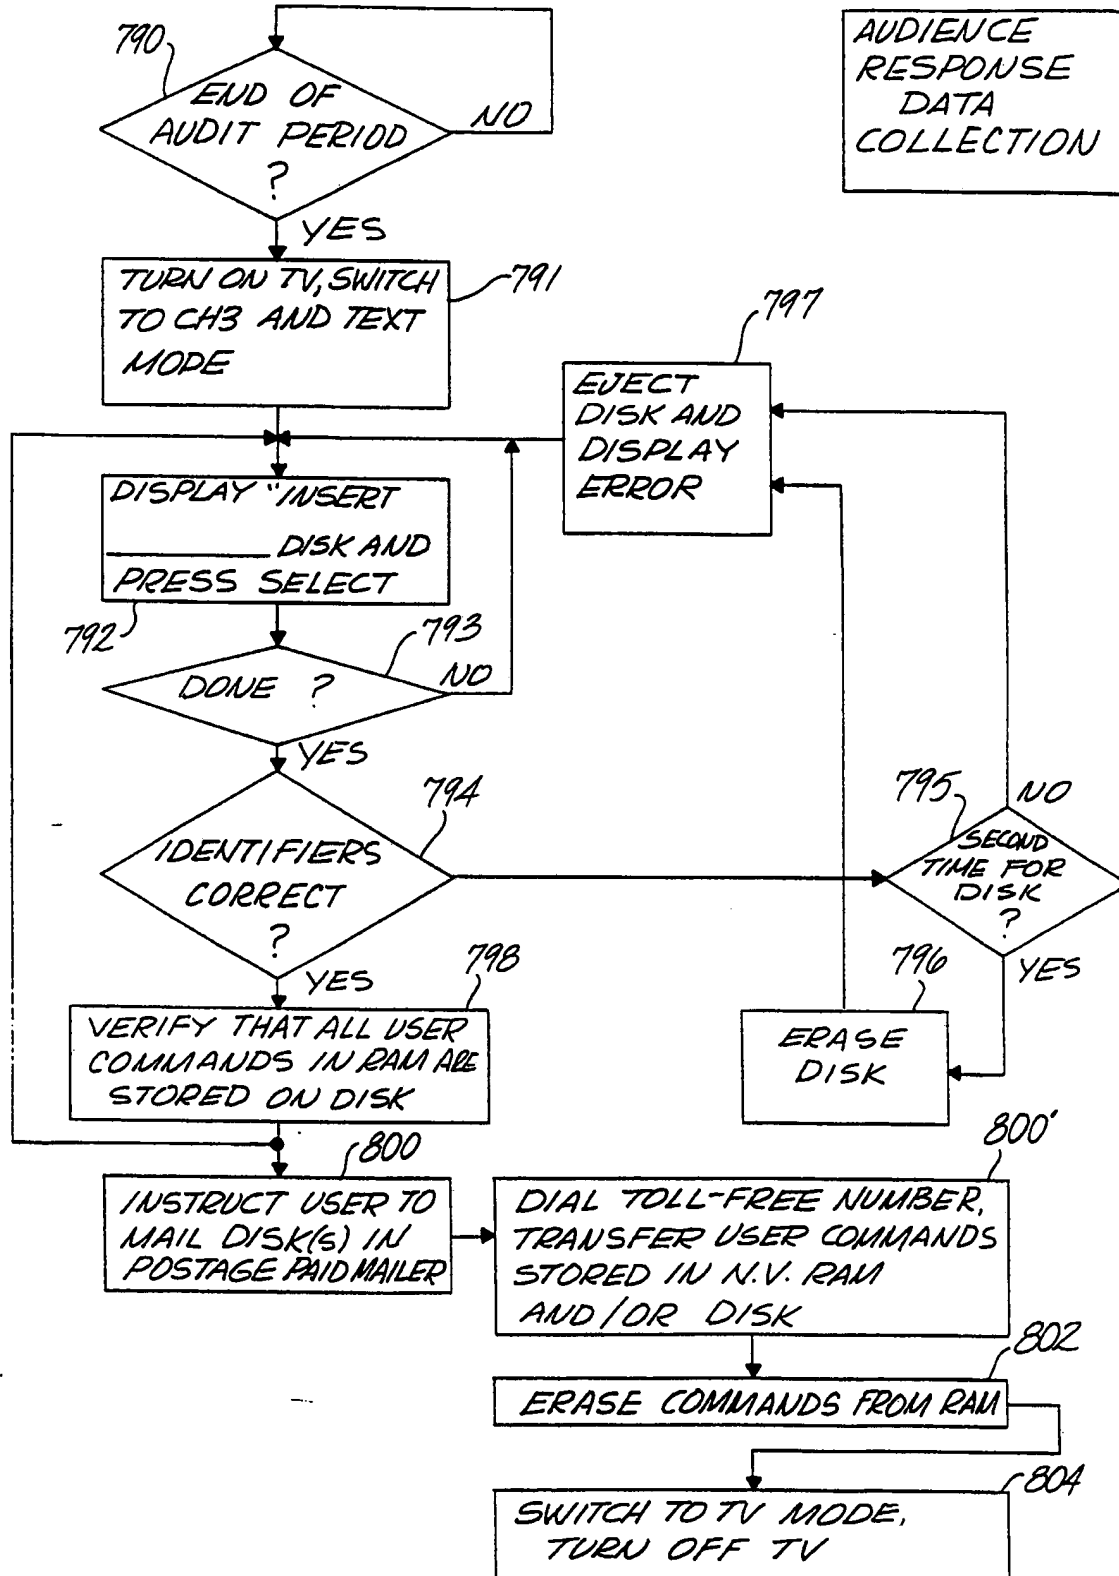 790
END OF
AUDIT PERIOD
?
NO
YES
AUDIENCE
RESPONSE
DATA
COLLECTION
TURN ON TV, SWITCH
TO CH3 AND TEXT
MODE
791
797
EJECT
DISK AND
DISPLAY
ERROR
DISPLAY "INSERT
________ DISK AND
PRESS SELECT
792
793
DONE ?
NO
YES
794
IDENTIFIERS
CORRECT
?
YES
795
NO
SECOND
TIME FOR
DISK
?
YES
796
ERASE
DISK
798
VERIFY THAT ALL USER
COMMANDS IN RAM ARE
STORED ON DISK
800
INSTRUCT USER TO
MAIL DISK(S) IN
POSTAGE PAID MAILER
800'
DIAL TOLL-FREE NUMBER,
TRANSFER USER COMMANDS
STORED IN N.V. RAM
AND/OR DISK
802
ERASE COMMANDS FROM RAM
804
SWITCH TO TV MODE,
TURN OFF TV